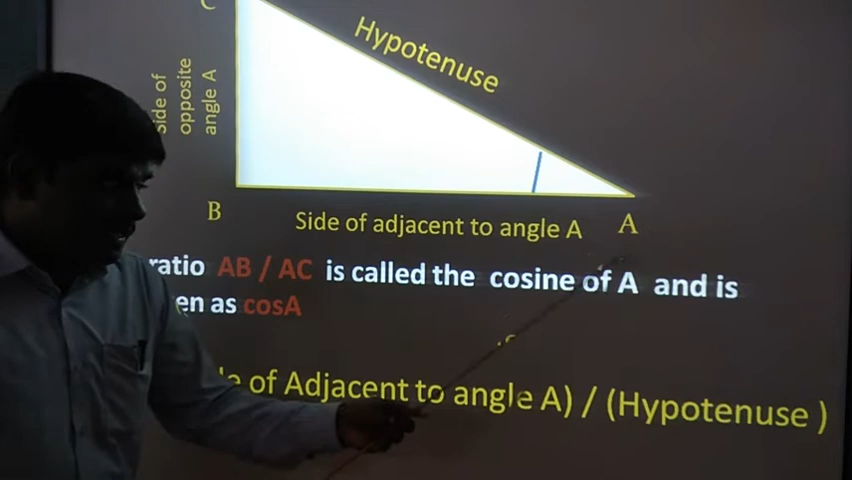 C
Hypotenuse
Side of
opposite
angle A
B
Side of adjacent to angle A
A
ratio AB / AC is called the cosine of A and is
en as cosA
of Adjacent to angle A) / (Hypotenuse )